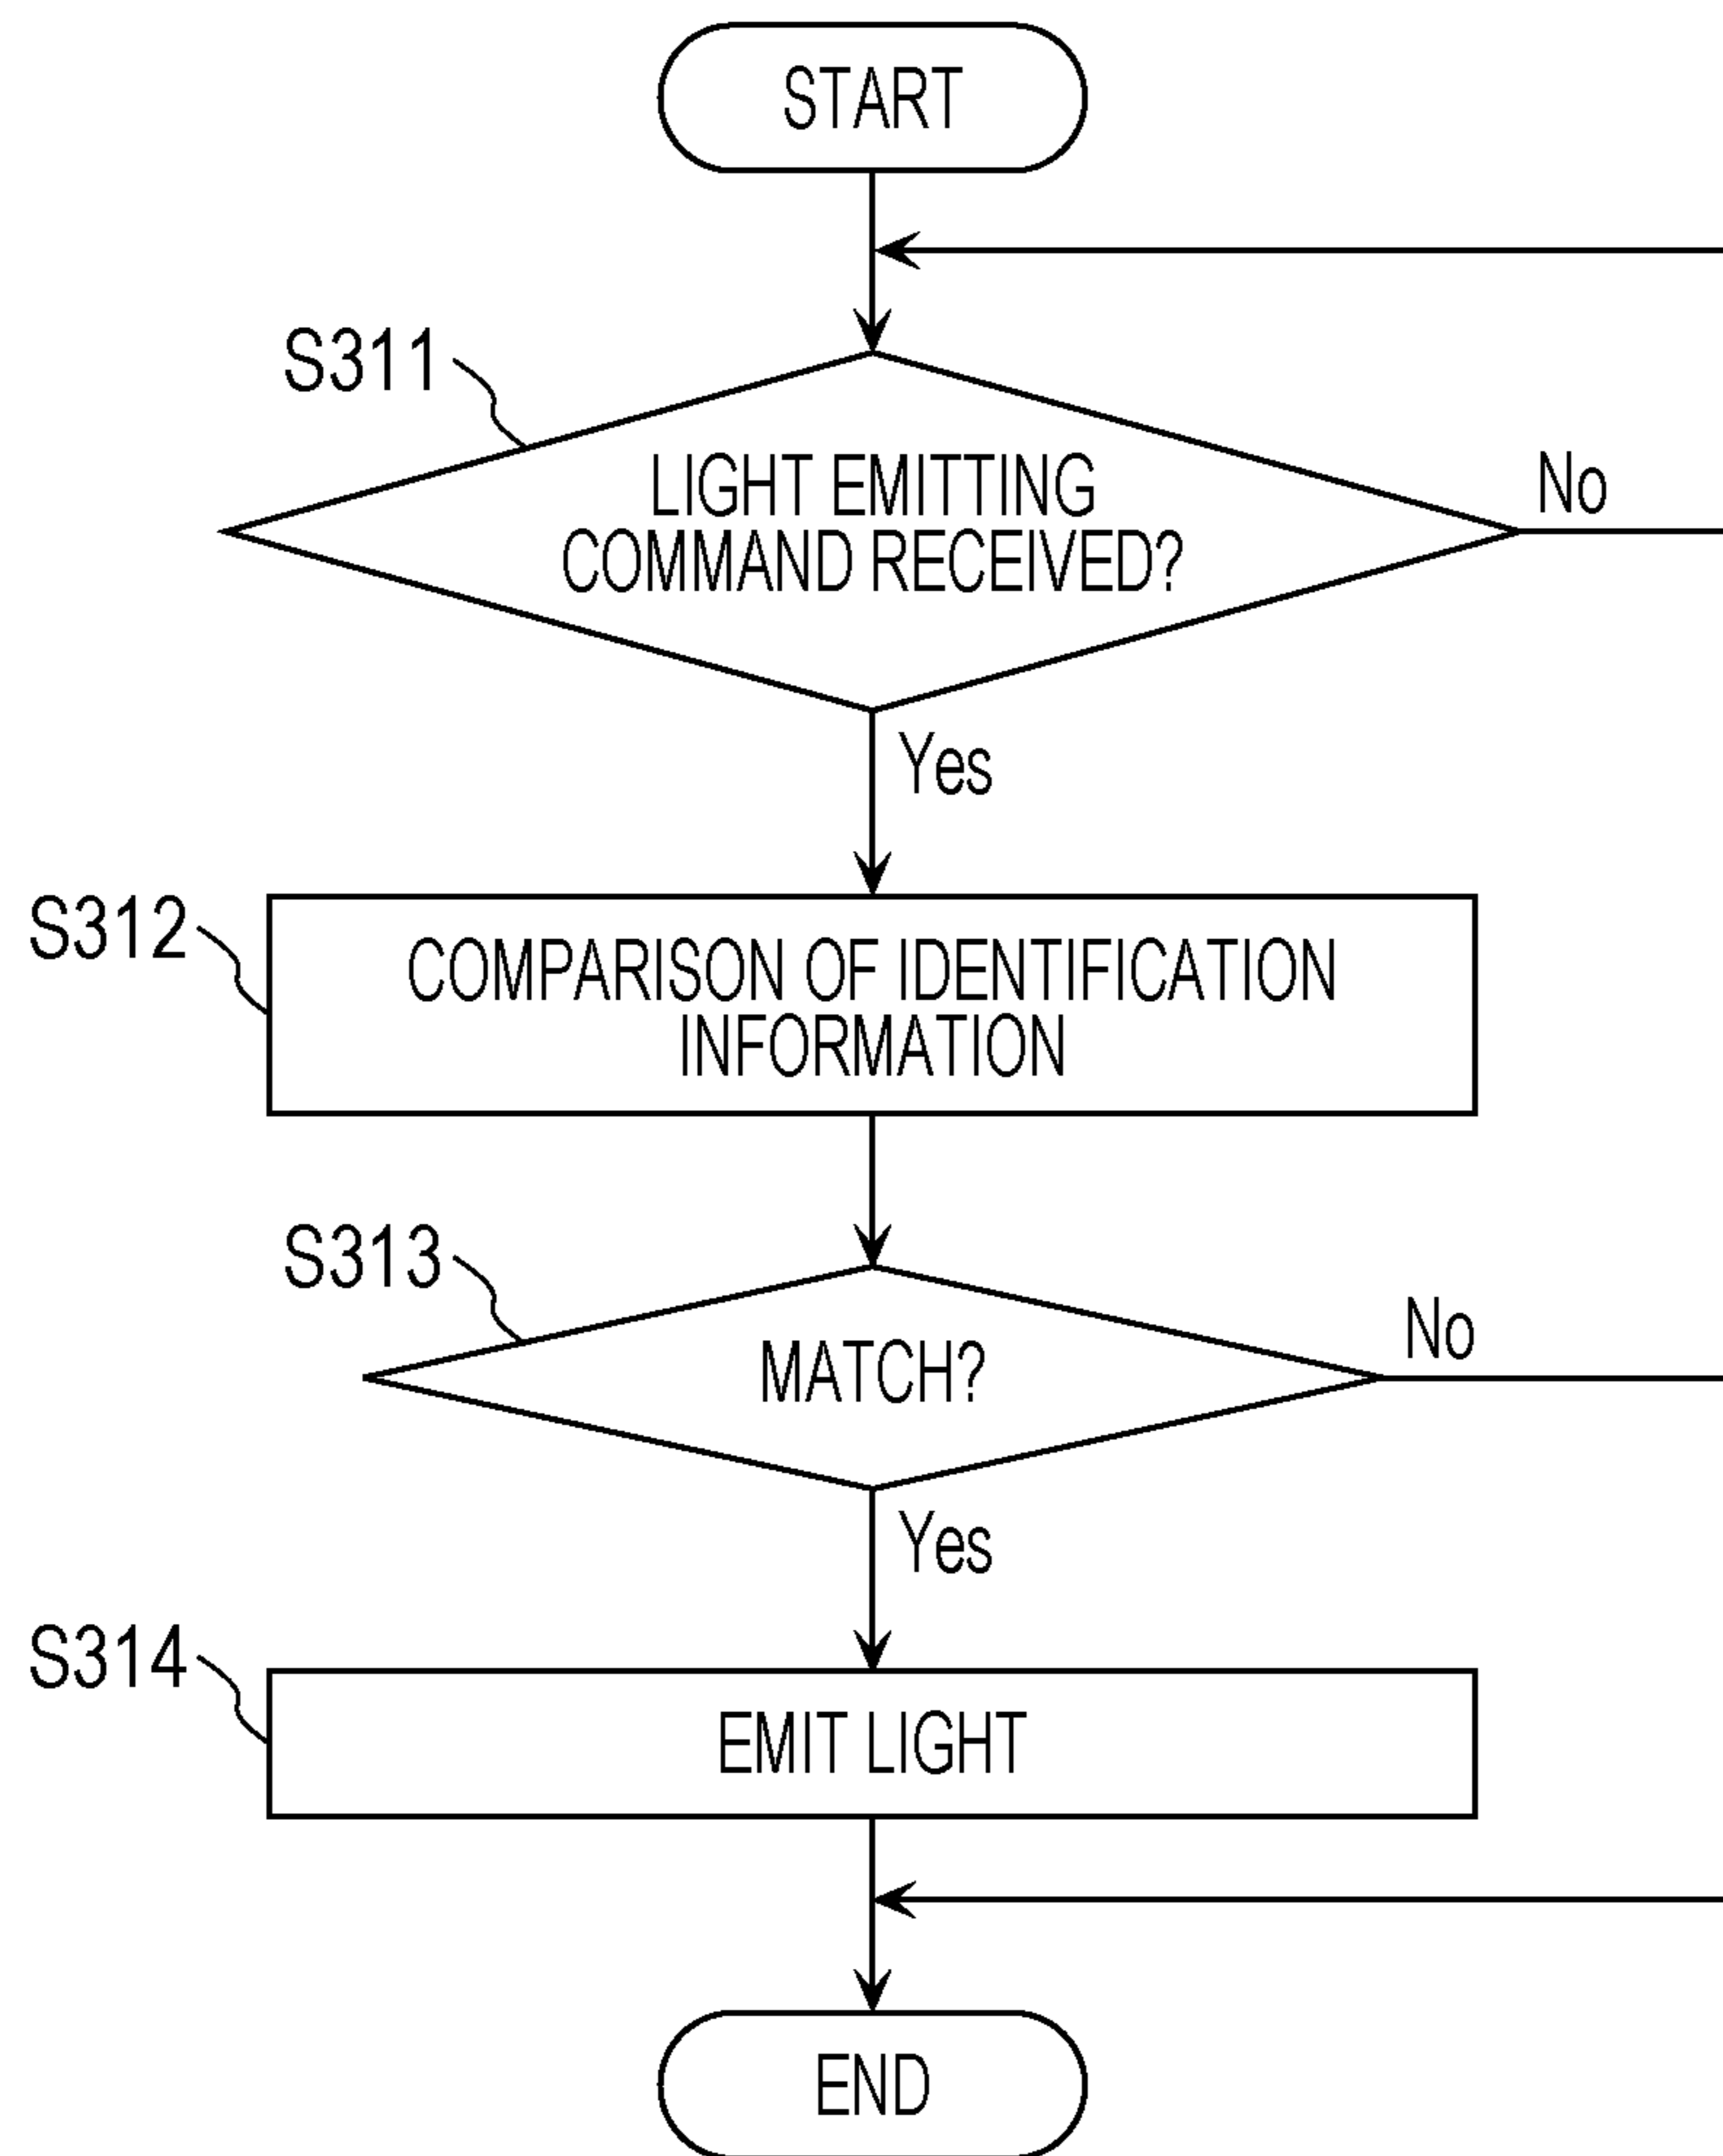 START
S311
LIGHT EMITTING
COMMAND RECEIVED?
No
Yes
S312
COMPARISON OF IDENTIFICATION
INFORMATION
S313
MATCH?
No
Yes
S314
EMIT LIGHT
END